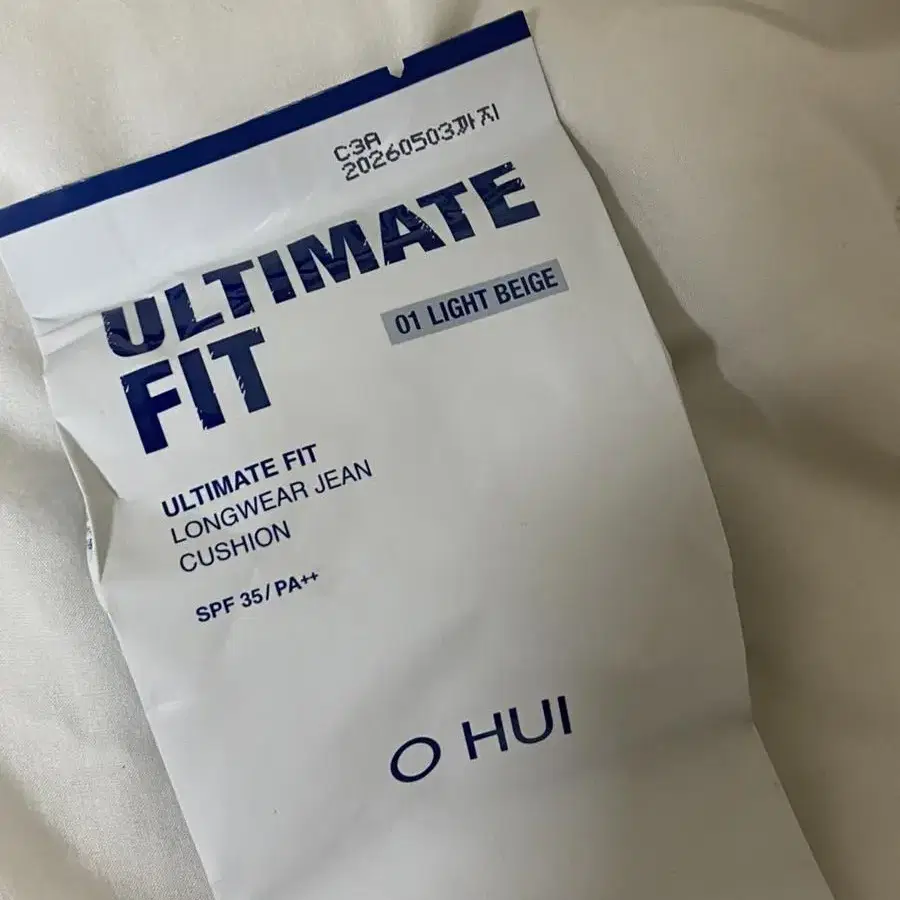 C3A
20260503까지
ULTIMATE
FIT
01 LIGHT BEIGE
ULTIMATE FIT
LONGWEAR JEAN
CUSHION
SPF 35/PA++
O HUI